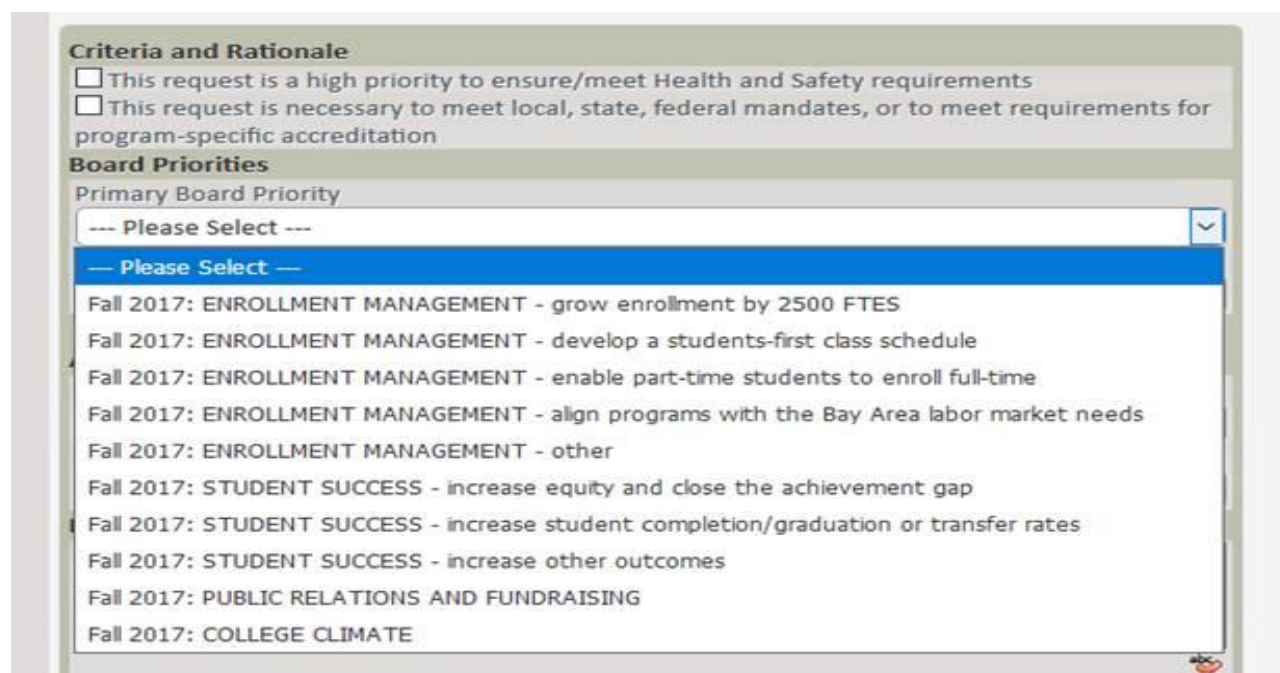 Criteria and Rationale
This request is a high priority to ensure/meet Health and Safety requirements
This request is necessary to meet local, state, federal mandates, or to meet requirements for
program-specific accreditation
Board Priorities
Primary Board Priority
--- Please Select ---
--- Please Select ---
Fall 2017: ENROLLMENT MANAGEMENT - grow enrollment by 2500 FTES
Fall 2017: ENROLLMENT MANAGEMENT - develop a students-first class schedule
Fall 2017: ENROLLMENT MANAGEMENT - enable part-time students to enroll full-time
Fall 2017: ENROLLMENT MANAGEMENT - align programs with the Bay Area labor market needs
Fall 2017: ENROLLMENT MANAGEMENT - other
Fall 2017: STUDENT SUCCESS - increase equity and close the achievement gap
Fall 2017: STUDENT SUCCESS - increase student completion/graduation or transfer rates
Fall 2017: STUDENT SUCCESS - increase other outcomes
Fall 2017: PUBLIC RELATIONS AND FUNDRAISING
Fall 2017: COLLEGE CLIMATE
abc